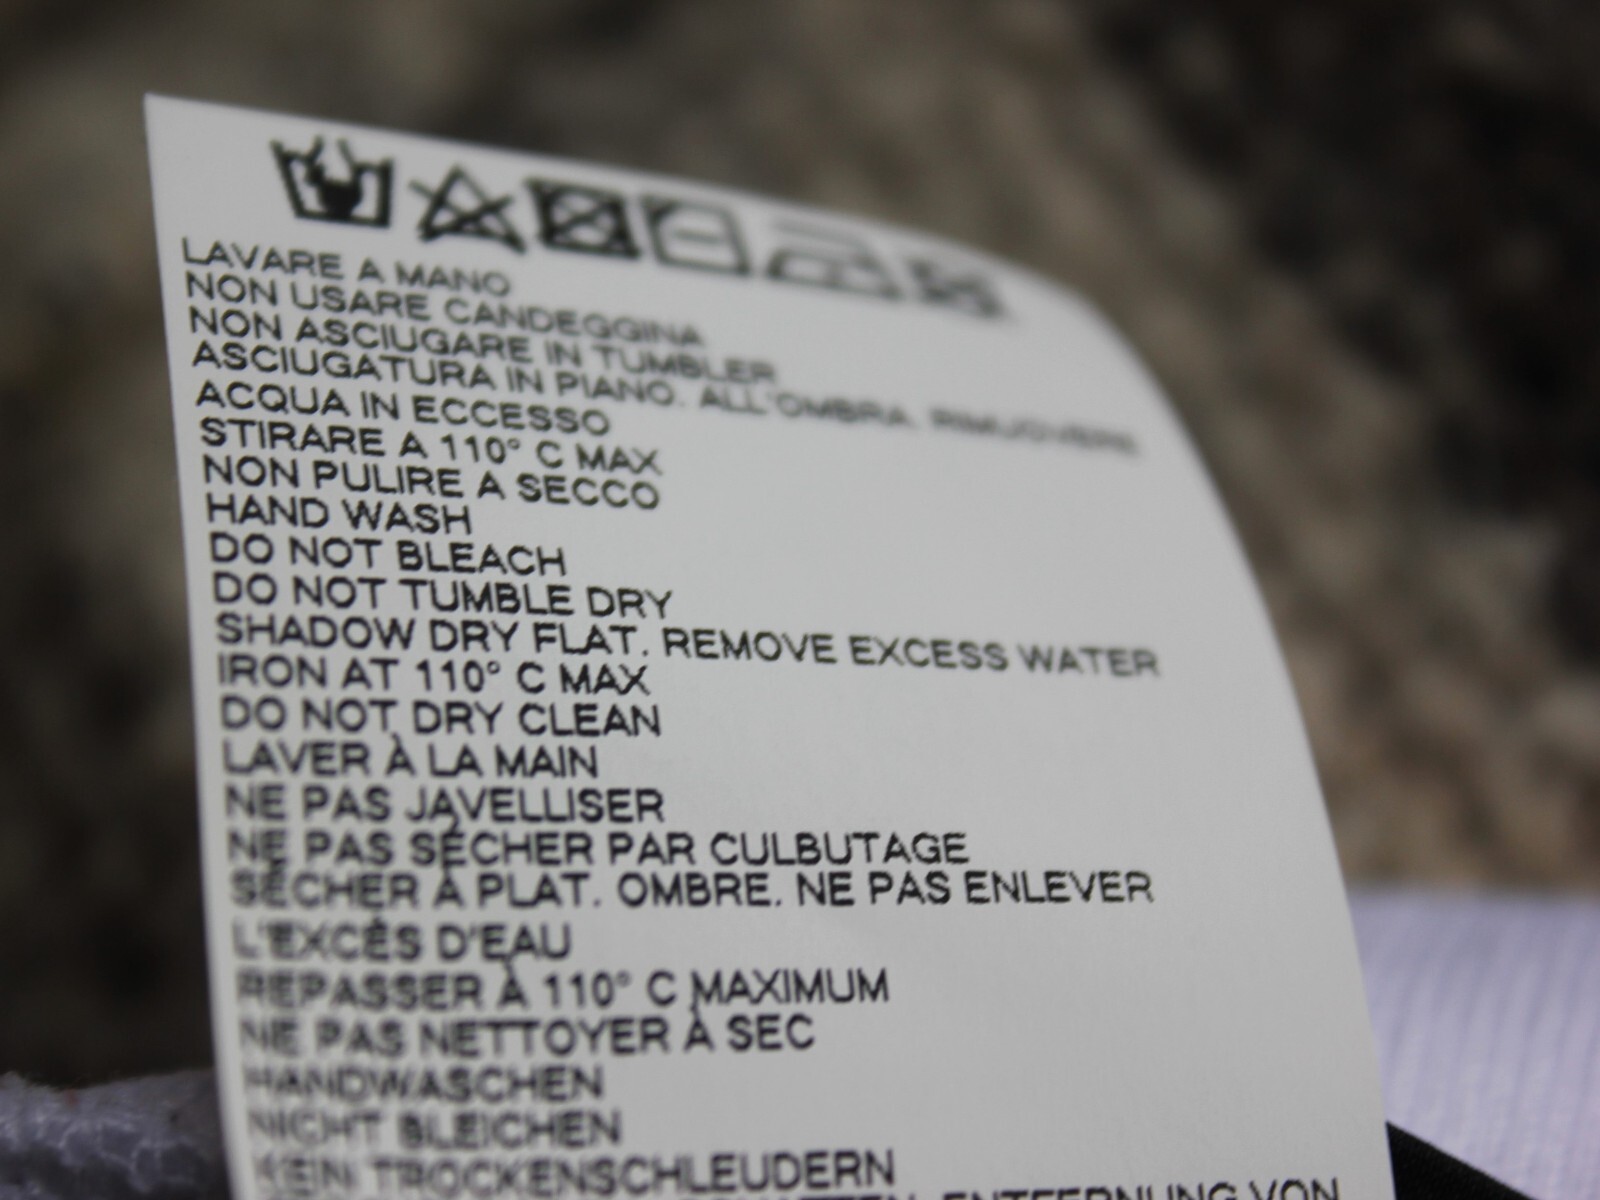 LAVARE A MANO
NON USARE CANDEGGINA
NON ASCIUGARE IN TUMBLER
ASCIUGATURA IN PIANO. ALL'OMBRA. RIMUOVERE
ACQUA IN ECCESSO
STIRARE A 110° C MAX
NON PULIRE A SECCO
HAND WASH
DO NOT BLEACH
DO NOT TUMBLE DRY
SHADOW DRY FLAT. REMOVE EXCESS WATER
IRON AT 110° C MAX
DO NOT DRY CLEAN
LAVER À LA MAIN
NE PAS JAVELLISER
NE PAS SÉCHER PAR CULBUTAGE
SÉCHER À PLAT. OMBRE. NE PAS ENLEVER
L'EXCÈS D'EAU
REPASSER À 110° C MAXIMUM
NE PAS NETTOYER À SEC
HANDWASCHEN
NICHT BLEICHEN
KEIN TROCKENSCHLEUDERN
ENTFERNUNG VON